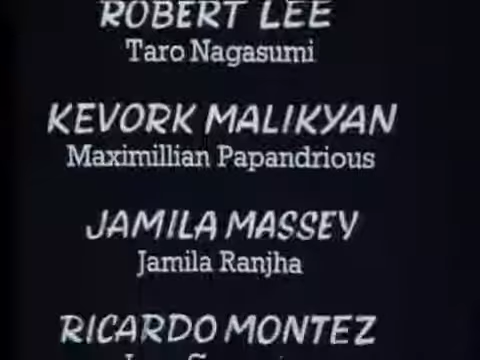 ROBERT LEE
Taro Nagasumi
KEVORK MALIKYAN
Maximillian Papandrious
JAMILA MASSEY
Jamila Ranjha
RICARDO MONTEZ